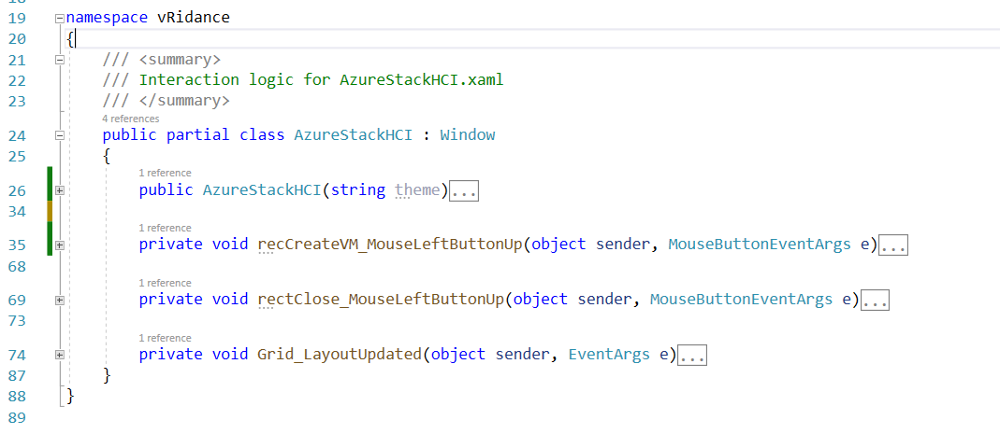 19 namespace vRidance
20 {
21 /// <summary>
22 /// Interaction logic for AzureStackHCI.xaml
23 /// </summary>
4 references
24 public partial class AzureStackHCI : Window
25 {
1 reference
26 public AzureStackHCI(string theme)...
34
1 reference
35 private void recCreateVM_MouseLeftButtonUp(object sender, MouseButtonEventArgs e)...
68
1 reference
69 private void rectClose_MouseLeftButtonUp(object sender, MouseButtonEventArgs e)...
73
1 reference
74 private void Grid_LayoutUpdated(object sender, EventArgs e)...
87 }
88 }
89